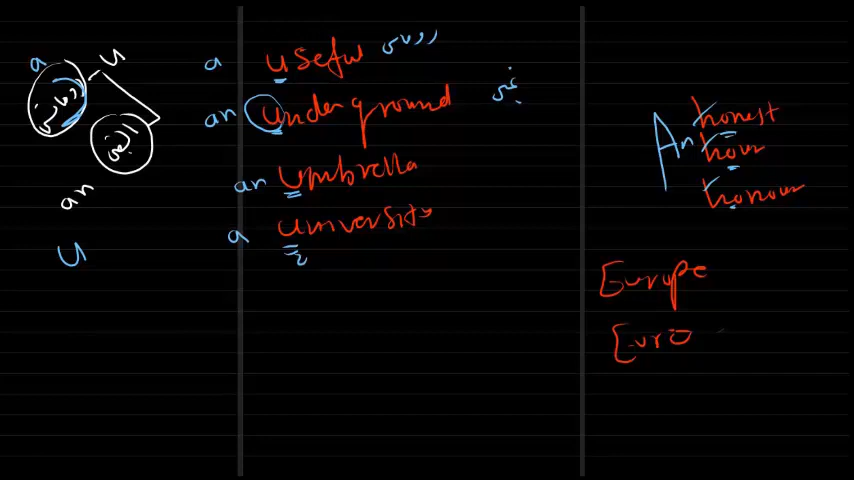 a U
an
U
a useful
an underground
an umbrella
a university
An honest
hour
honour
Europe
Euro